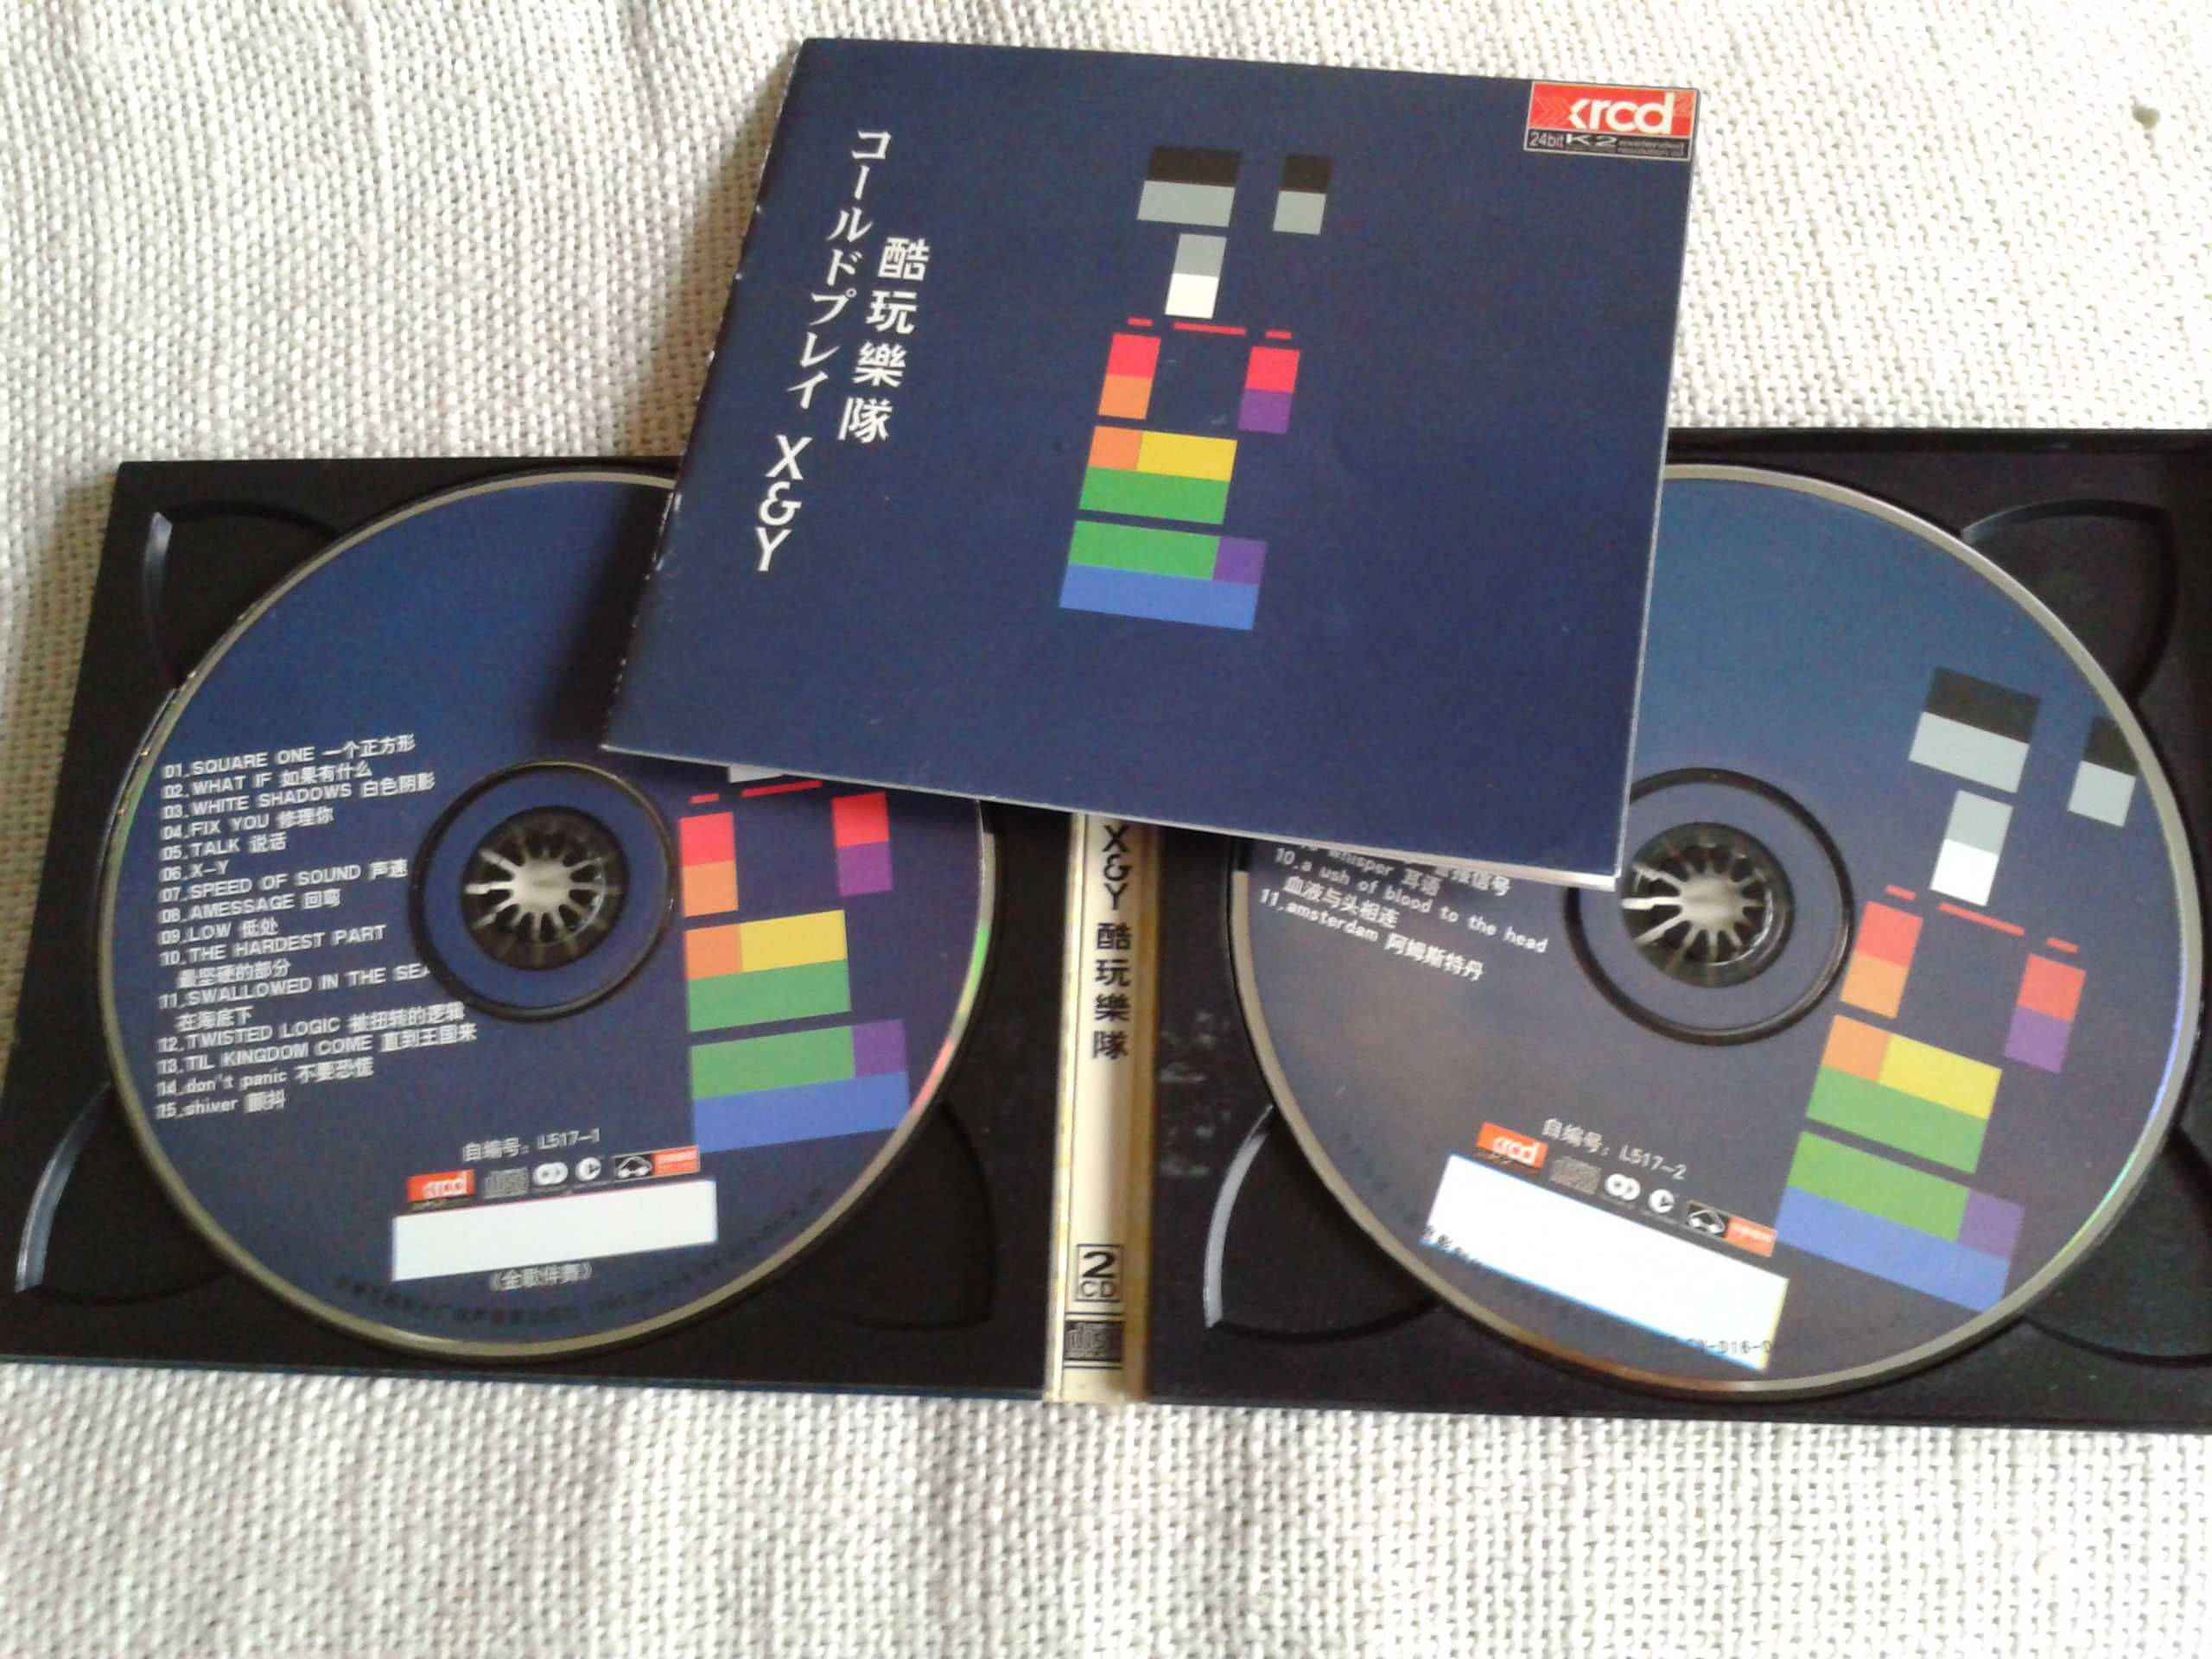 コールドプレイ X&Y
酷玩樂隊
xrcd
24bit K2
01.SQUARE ONE 一个正方形
02.WHAT IF 如果有什么
03.WHITE SHADOWS 白色阴影
04.FIX YOU 修理你
05.TALK 说话
06.X-Y
07.SPEED OF SOUND 声速
08.AMESSAGE 回弯
09.LOW 低处
10.THE HARDEST PART
最坚硬的部分
11.SWALLOWED IN THE SEA
在海底下
12.TWISTED LOGIC 被扭转的逻辑
13.TIL KINGDOM COME 直到王国来
14.don't panic 不要恐慌
15.shiver 颤抖
自编号：L517-1
xrcd
《金歌伴舞》
X&Y 酷玩樂隊
2
CD
whisper 耳语
10.a ush of blood to the head
血液与头相连
11.amsterdam 阿姆斯特丹
自编号：L517-2
xrcd